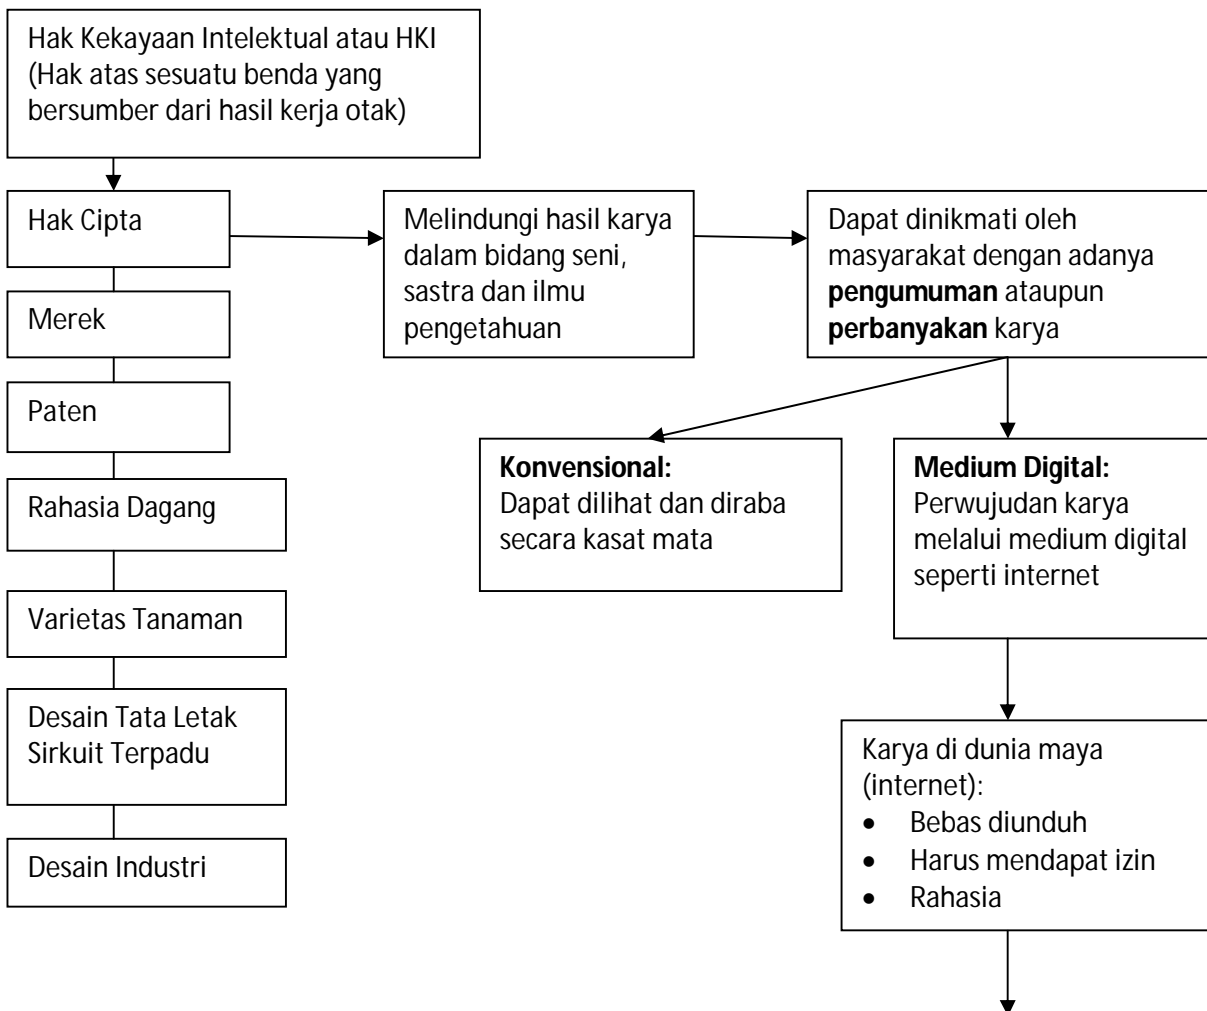 Hak Kekayaan Intelektual atau HKI
(Hak atas sesuatu benda yang
bersumber dari hasil kerja otak)
Hak Cipta
Melindungi hasil karya
dalam bidang seni,
sastra dan ilmu
pengetahuan
Dapat dinikmati oleh
masyarakat dengan adanya
pengumuman ataupun
perbanyakan karya
Merek
Paten
Rahasia Dagang
Varietas Tanaman
Desain Tata Letak
Sirkuit Terpadu
Desain Industri
Konvensional:
Dapat dilihat dan diraba
secara kasat mata
Medium Digital:
Perwujudan karya
melalui medium digital
seperti internet
Karya di dunia maya
(internet):
• Bebas diunduh
• Harus mendapat izin
• Rahasia